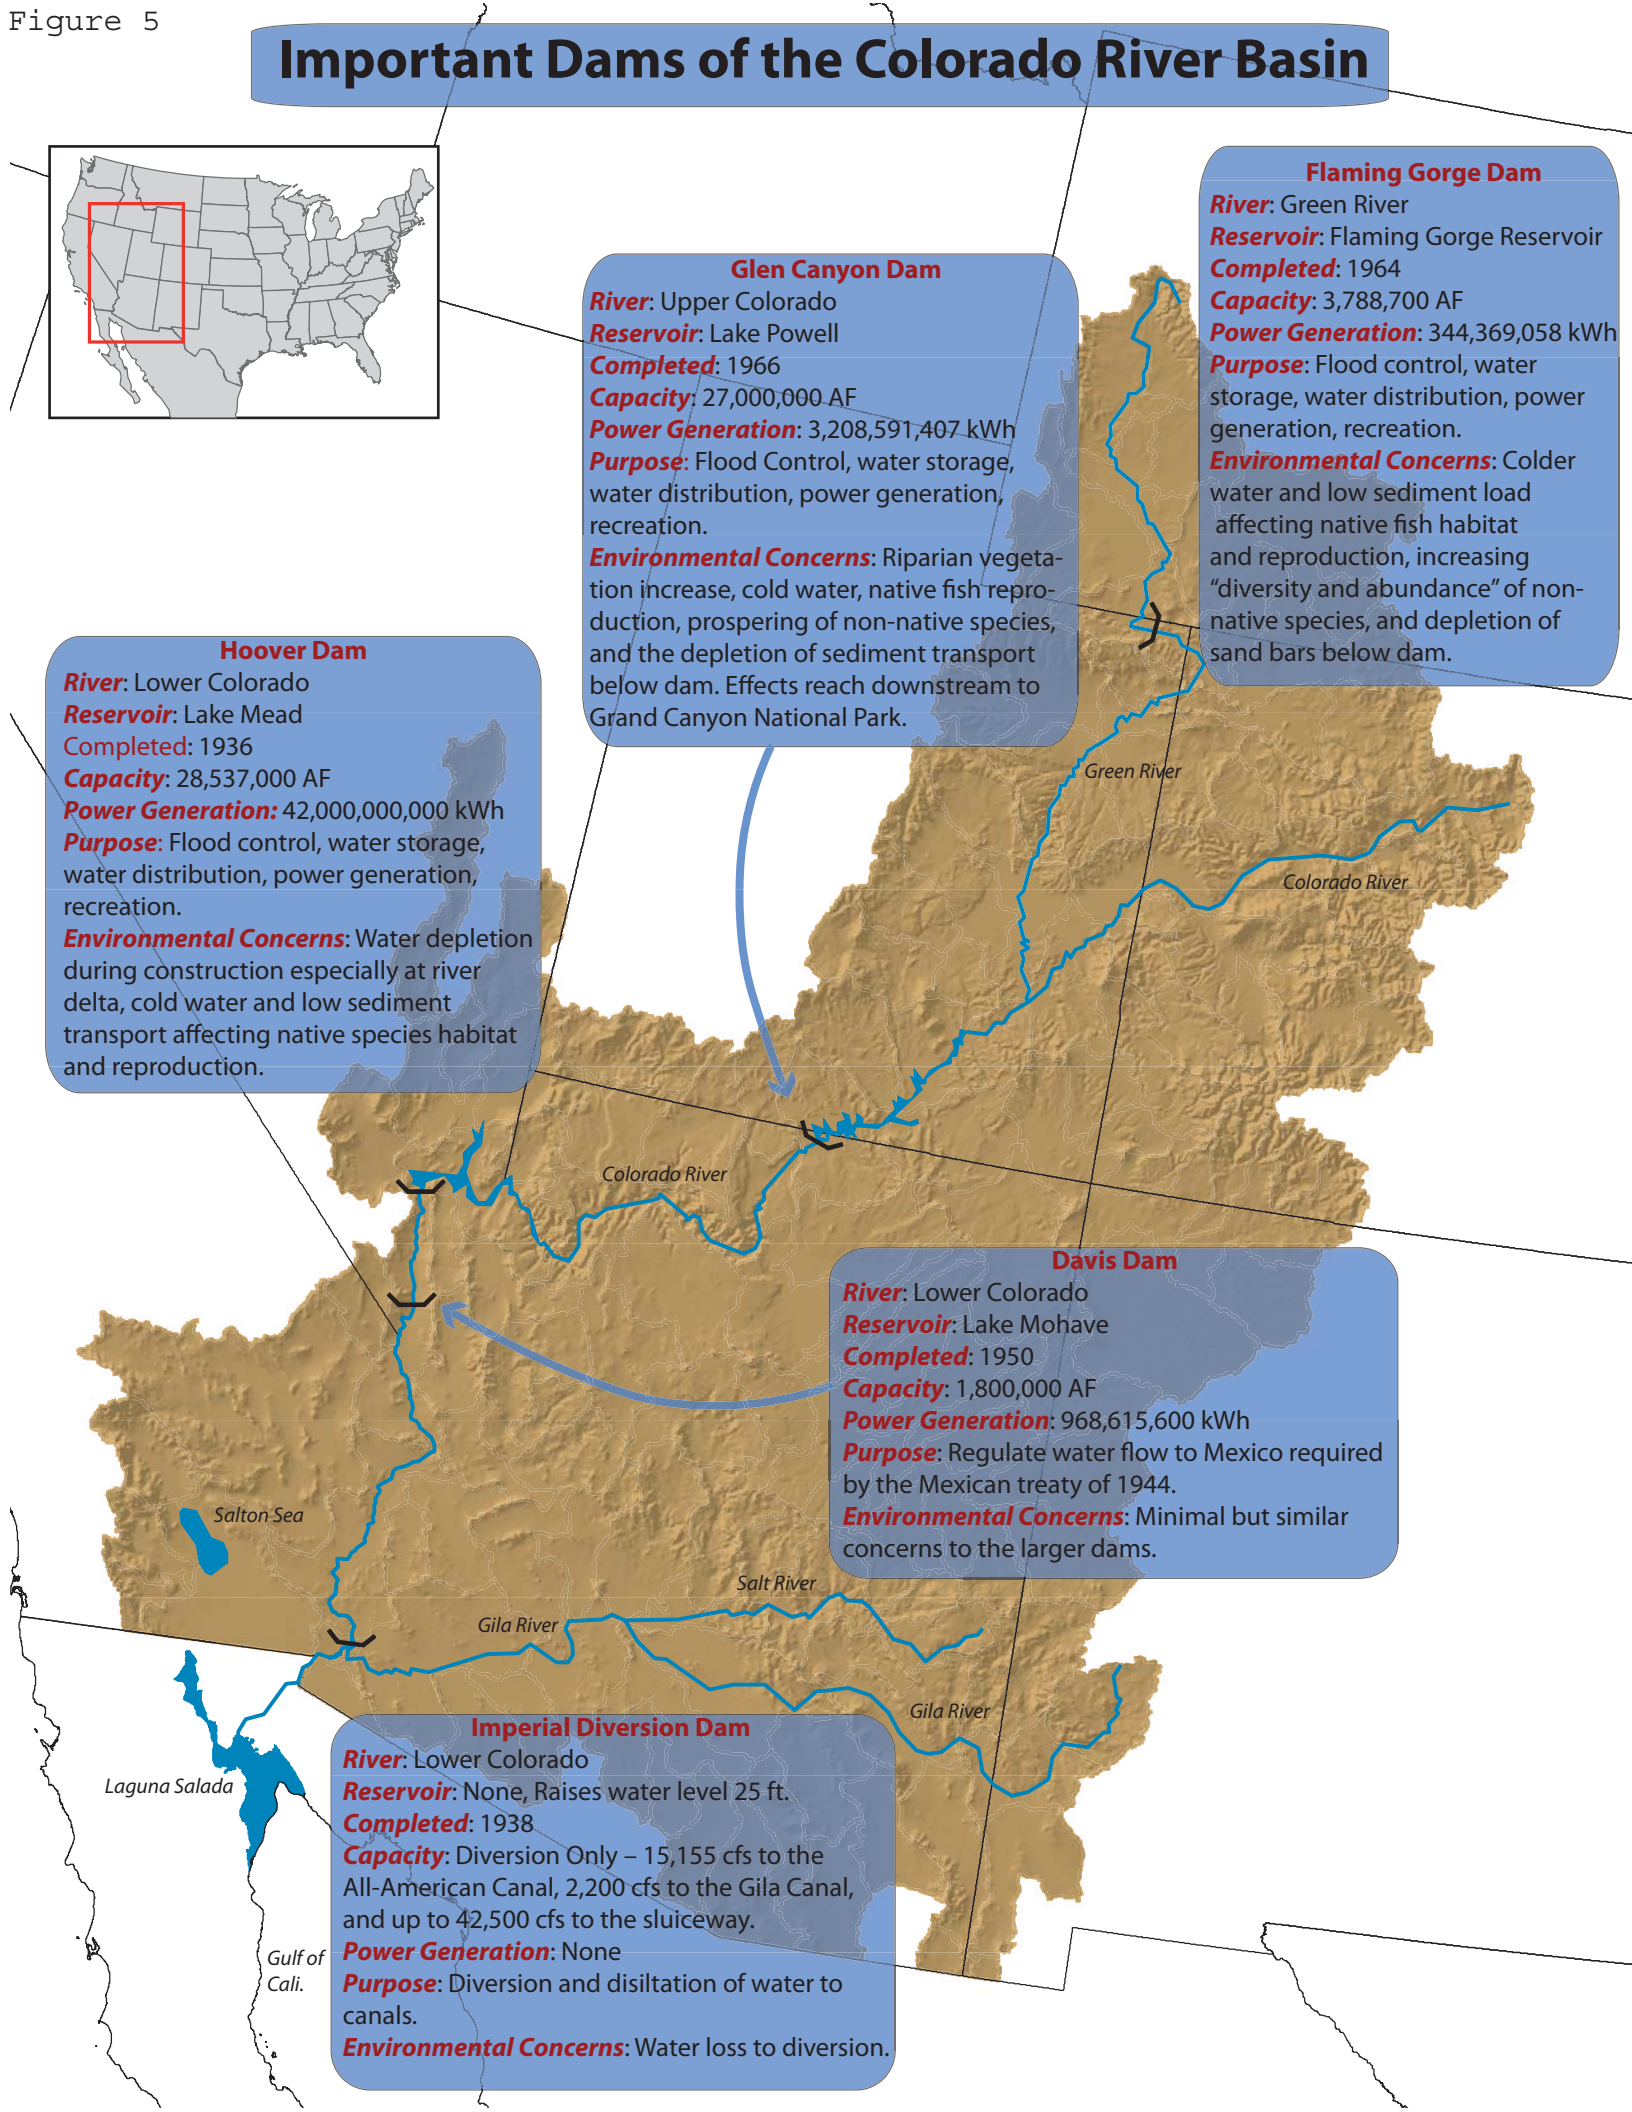 Figure 5
Important Dams of the Colorado River Basin
Flaming Gorge Dam
River: Green River
Reservoir: Flaming Gorge Reservoir
Completed: 1964
Capacity: 3,788,700 AF
Power Generation: 344,369,058 kWh
Purpose: Flood control, water
storage, water distribution, power
generation, recreation.
Environmental Concerns: Colder
water and low sediment load
affecting native fish habitat
and reproduction, increasing
“diversity and abundance” of non-
native species, and depletion of
sand bars below dam.
Glen Canyon Dam
River: Upper Colorado
Reservoir: Lake Powell
Completed: 1966
Capacity: 27,000,000 AF
Power Generation: 3,208,591,407 kWh
Purpose: Flood Control, water storage,
water distribution, power generation,
recreation.
Environmental Concerns: Riparian vegeta-
tion increase, cold water, native fish repro-
duction, prospering of non-native species,
and the depletion of sediment transport
below dam. Effects reach downstream to
Grand Canyon National Park.
Hoover Dam
River: Lower Colorado
Reservoir: Lake Mead
Completed: 1936
Capacity: 28,537,000 AF
Power Generation: 42,000,000,000 kWh
Purpose: Flood control, water storage,
water distribution, power generation,
recreation.
Environmental Concerns: Water depletion
during construction especially at river
delta, cold water and low sediment
transport affecting native species habitat
and reproduction.
Green River
Colorado River
Colorado River
Davis Dam
River: Lower Colorado
Reservoir: Lake Mohave
Completed: 1950
Capacity: 1,800,000 AF
Power Generation: 968,615,600 kWh
Purpose: Regulate water flow to Mexico required
by the Mexican treaty of 1944.
Environmental Concerns: Minimal but similar
concerns to the larger dams.
Salton Sea
Salt River
Gila River
Gila River
Laguna Salada
Gulf of
Cali.
Imperial Diversion Dam
River: Lower Colorado
Reservoir: None, Raises water level 25 ft.
Completed: 1938
Capacity: Diversion Only – 15,155 cfs to the
All-American Canal, 2,200 cfs to the Gila Canal,
and up to 42,500 cfs to the sluiceway.
Power Generation: None
Purpose: Diversion and disiltation of water to
canals.
Environmental Concerns: Water loss to diversion.